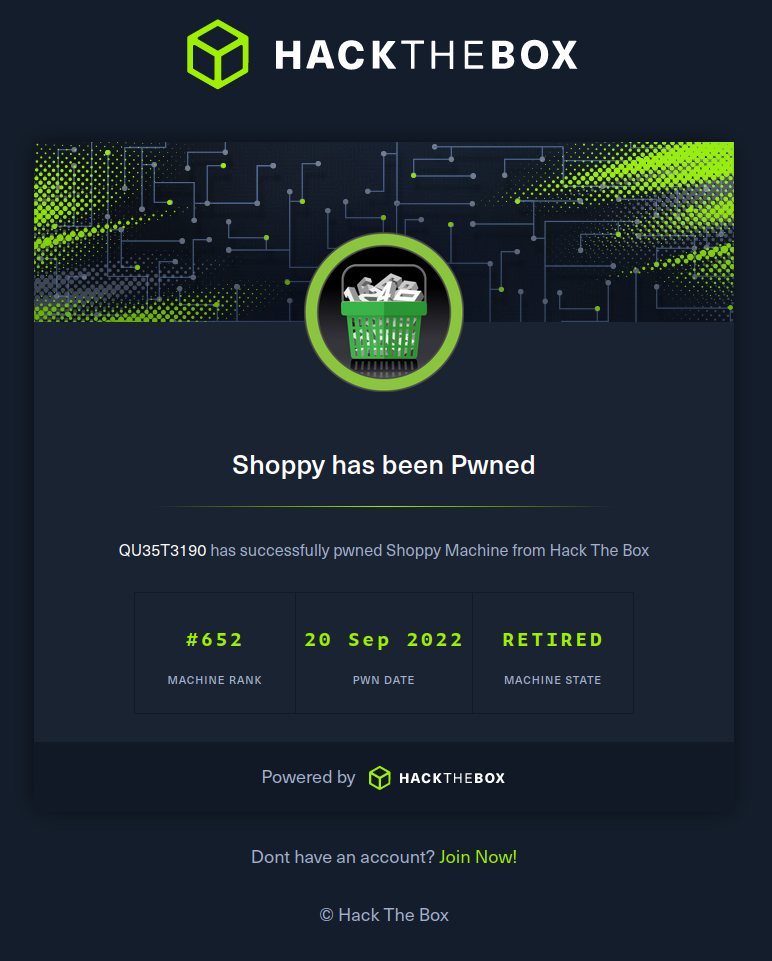 HACKTHEBOX
Shoppy has been Pwned
QU35T3190 has successfully pwned Shoppy Machine from Hack The Box
#652
20 Sep 2022
RETIRED
MACHINE RANK
PWN DATE
MACHINE STATE
Powered by HACKTHEBOX
Dont have an account? Join Now!
© Hack The Box